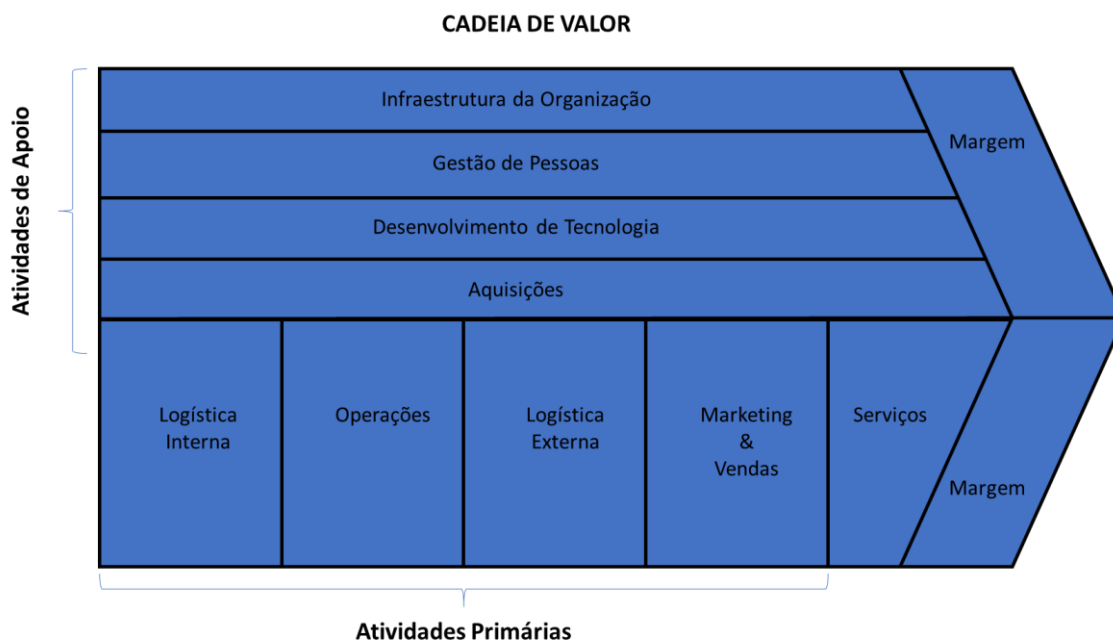 CADEIA DE VALOR
Atividades de Apoio
Infraestrutura da Organização
Margem
Gestão de Pessoas
Desenvolvimento de Tecnologia
Aquisições
Logística
Interna
Operações
Logística
Externa
Marketing
&
Vendas
Serviços
Margem
Atividades Primárias